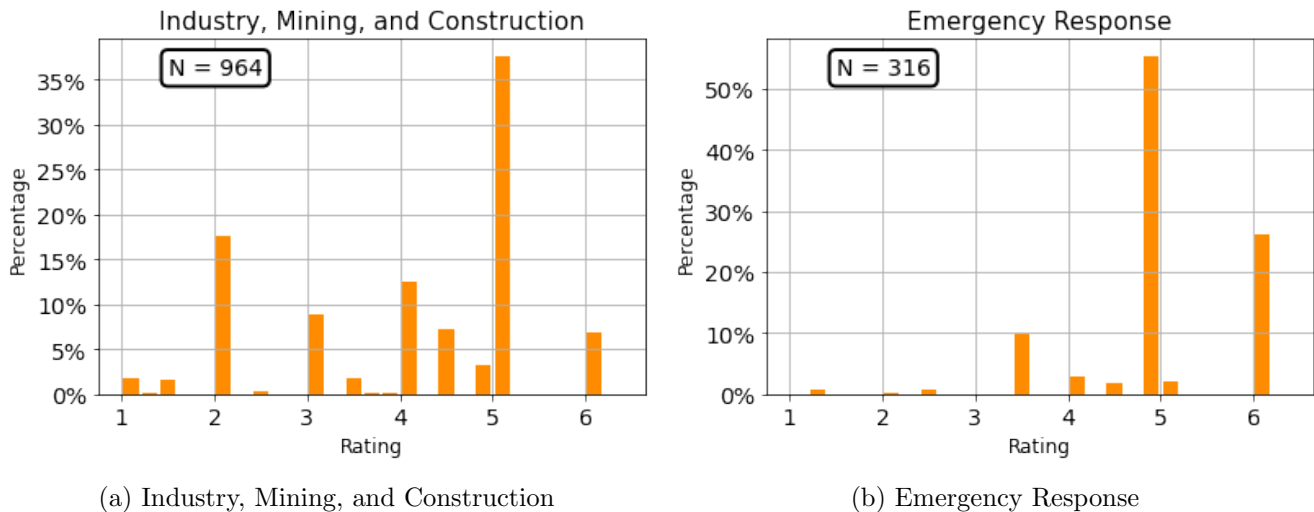 Industry, Mining, and Construction
N = 964
35%
30%
25%
20%
15%
10%
5%
0%
Percentage
1 2 3 4 5 6
Rating
(a) Industry, Mining, and Construction
Emergency Response
N = 316
50%
40%
30%
20%
10%
0%
Percentage
1 2 3 4 5 6
Rating
(b) Emergency Response